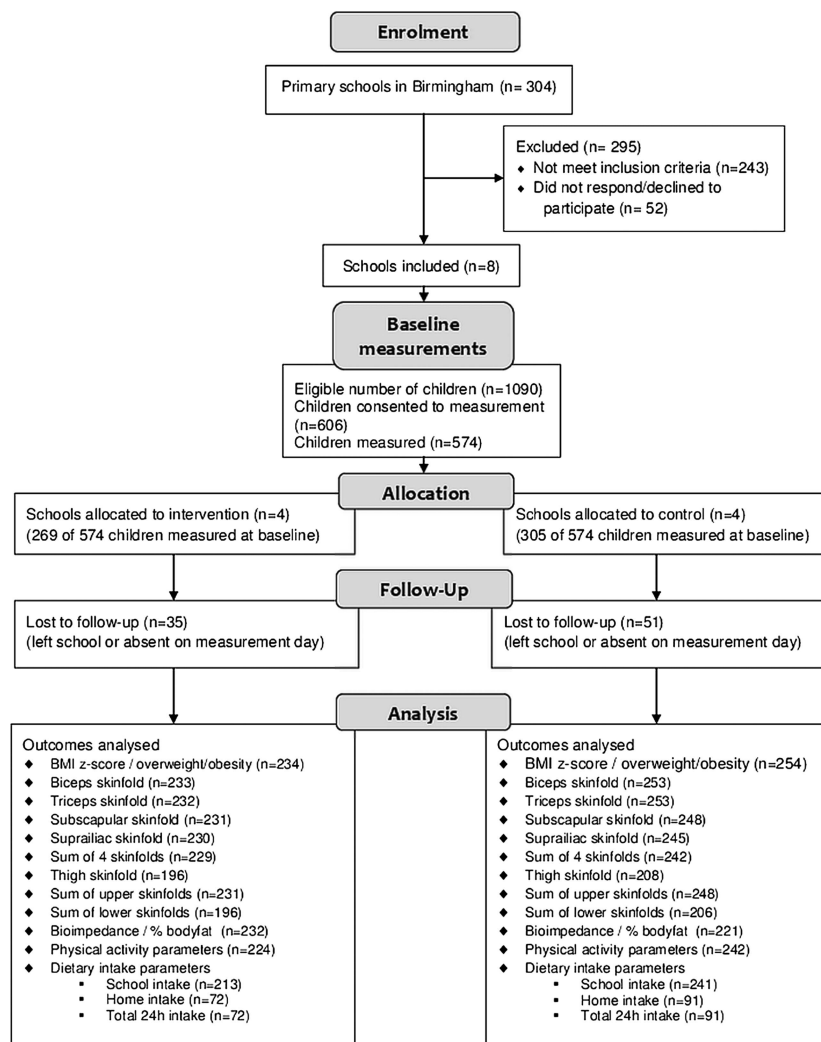 Enrolment
Primary schools in Birmingham (n= 304)
Excluded (n= 295)
♦ Not meet inclusion criteria (n=243)
♦ Did not respond/declined to
participate (n= 52)
Schools included (n=8)
Baseline
measurements
Eligible number of children (n=1090)
Children consented to measurement
(n=606)
Children measured (n=574)
Allocation
Schools allocated to intervention (n=4)
(269 of 574 children measured at baseline)
Schools allocated to control (n=4)
(305 of 574 children measured at baseline)
Follow-Up
Lost to follow-up (n=35)
(left school or absent on measurement day)
Lost to follow-up (n=51)
(left school or absent on measurement day)
Analysis
Outcomes analysed
♦ BMI z-score / overweight/obesity (n=234)
♦ Biceps skinfold (n=233)
♦ Triceps skinfold (n=232)
♦ Subscapular skinfold (n=231)
♦ Suprailiac skinfold (n=230)
♦ Sum of 4 skinfolds (n=229)
♦ Thigh skinfold (n=196)
♦ Sum of upper skinfolds (n=231)
♦ Sum of lower skinfolds (n=196)
♦ Bioimpedance / % bodyfat (n=232)
♦ Physical activity parameters (n=224)
♦ Dietary intake parameters
▪ School intake (n=213)
▪ Home intake (n=72)
▪ Total 24h intake (n=72)
Outcomes analysed
♦ BMI z-score / overweight/obesity (n=254)
♦ Biceps skinfold (n=253)
♦ Triceps skinfold (n=253)
♦ Subscapular skinfold (n=248)
♦ Suprailiac skinfold (n=245)
♦ Sum of 4 skinfolds (n=242)
♦ Thigh skinfold (n=208)
♦ Sum of upper skinfolds (n=248)
♦ Sum of lower skinfolds (n=206)
♦ Bioimpedance / % bodyfat (n=221)
♦ Physical activity parameters (n=242)
♦ Dietary intake parameters
▪ School intake (n=241)
▪ Home intake (n=91)
▪ Total 24h intake (n=91)